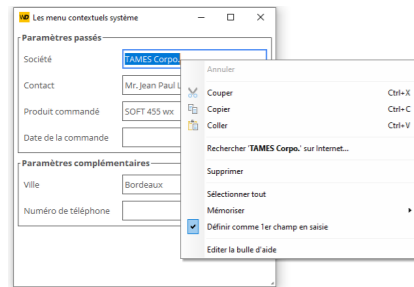 Les menu contextuels système
Paramètres passés
Société
TAMES Corpo.
Contact
Mr. Jean Paul L
Produit commandé
SOFT 455 wx
Date de la commande
Paramètres complémentaires
Ville
Bordeaux
Numéro de téléphone
Annuler
Couper Ctrl+X
Copier Ctrl+C
Coller Ctrl+V
Rechercher 'TAMES Corpo.' sur Internet...
Supprimer
Sélectionner tout
Mémoriser
Définir comme 1er champ en saisie
Editer la bulle d'aide